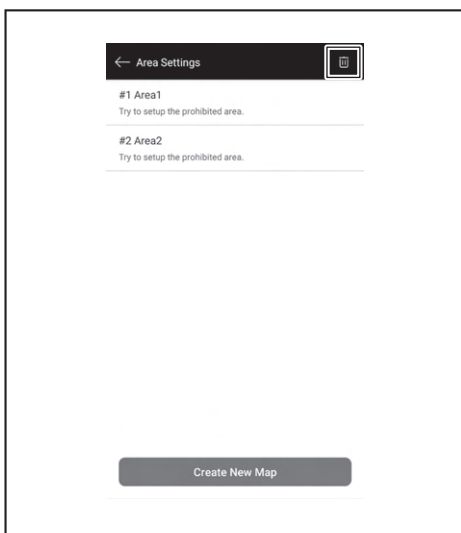 Area Settings
#1 Area1
Try to setup the prohibited area.
#2 Area2
Try to setup the prohibited area.
Create New Map